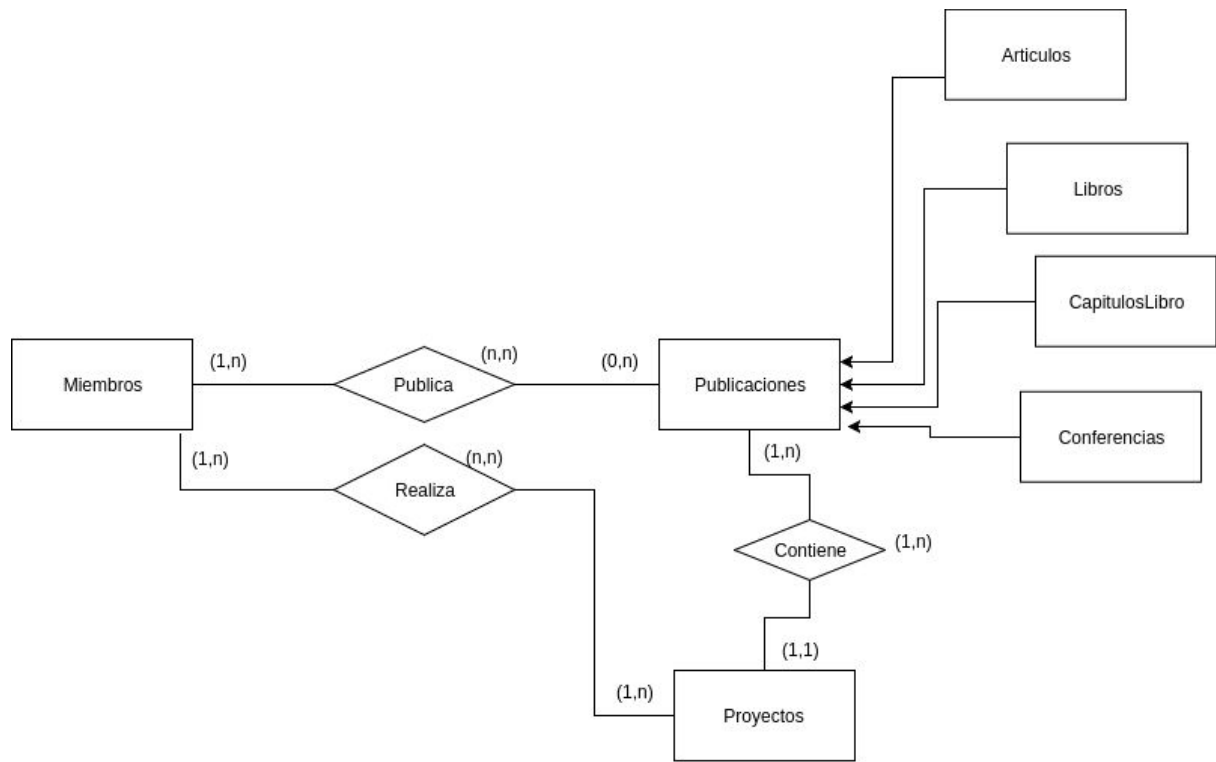 Articulos
Libros
CapitulosLibro
(1,n)
(n,n)
(0,n)
Miembros
Publica
Publicaciones
Conferencias
(1,n)
(n,n)
(1,n)
Realiza
Contiene
(1,n)
(1,1)
(1,n)
Proyectos